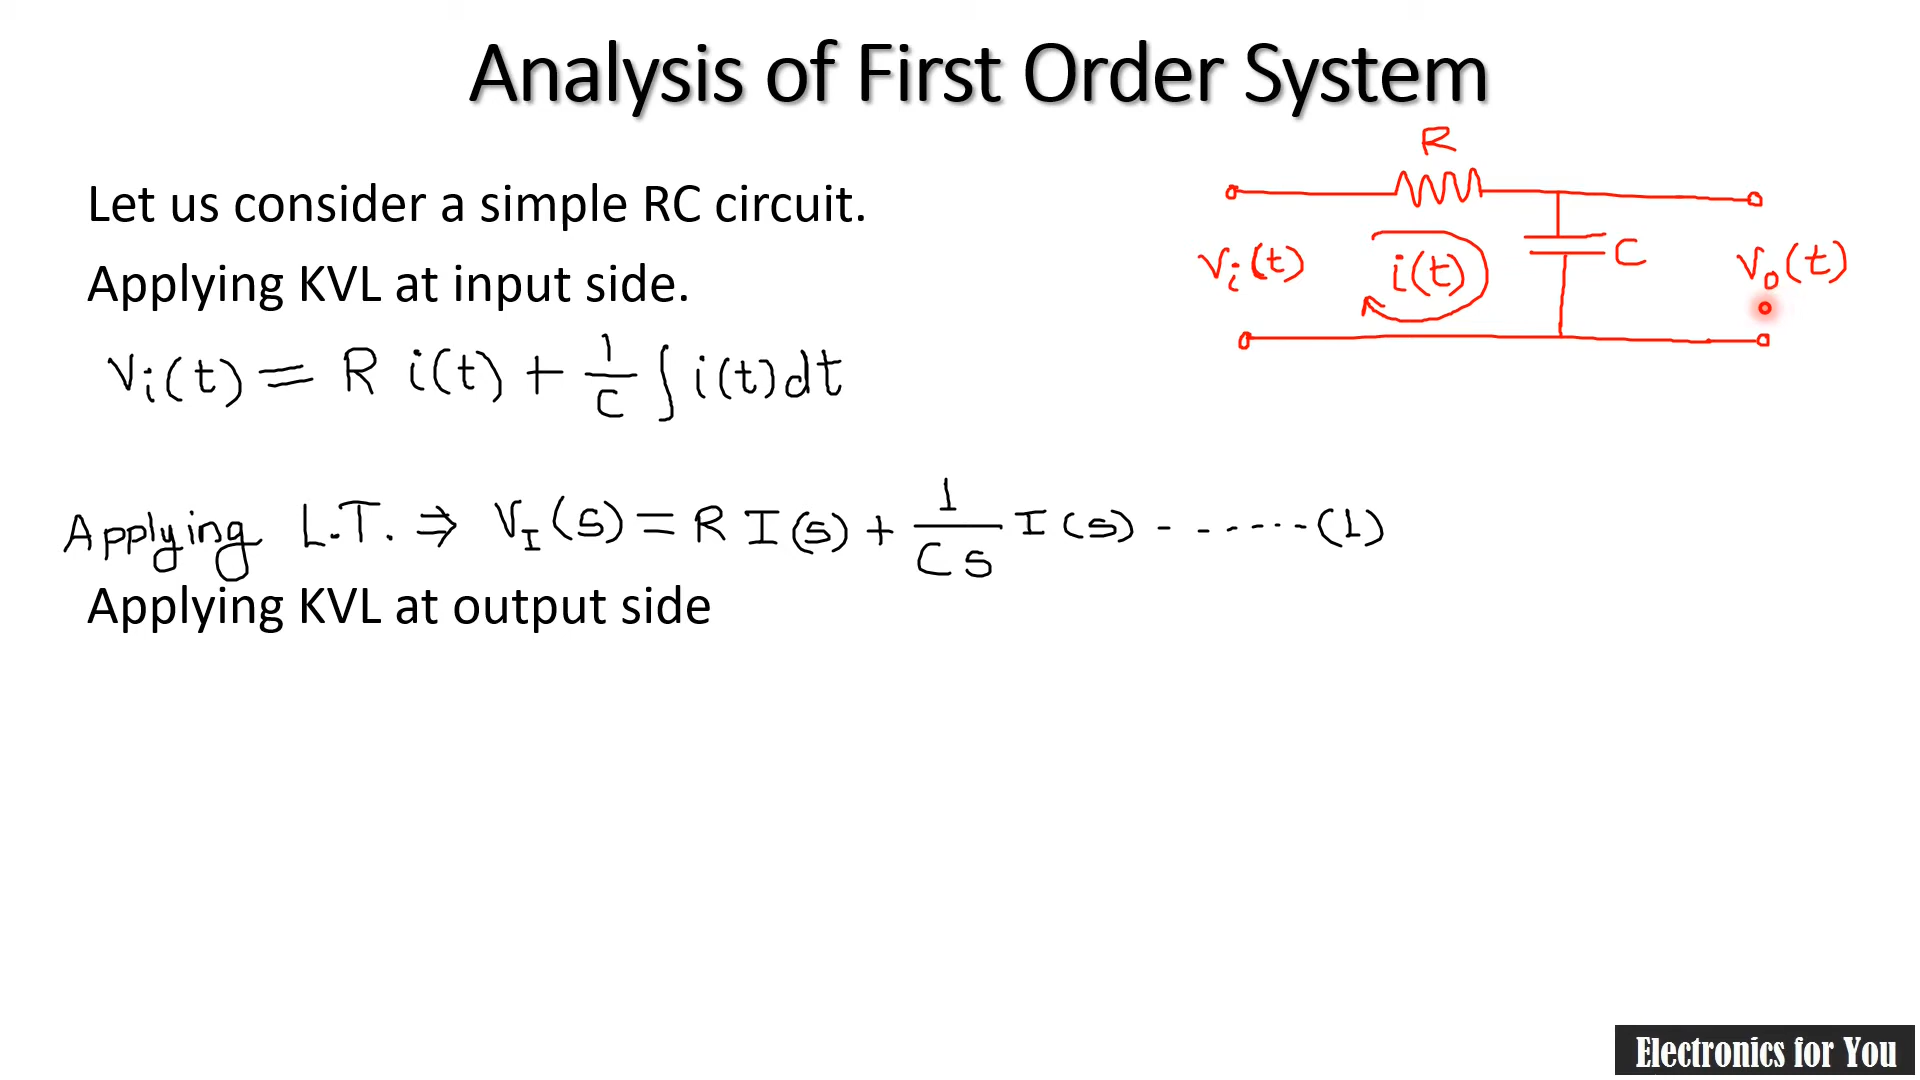 Analysis of First Order System
R
Let us consider a simple RC circuit.
Vi(t) i(t) C Vo(t)
Applying KVL at input side.
Vi(t) = R i(t) + 1/C ∫ i(t)dt
Applying L.T. ⇒ VI(s) = R I(s) + 1/Cs I(s) - ------ (1)
Applying KVL at output side
Electronics for You